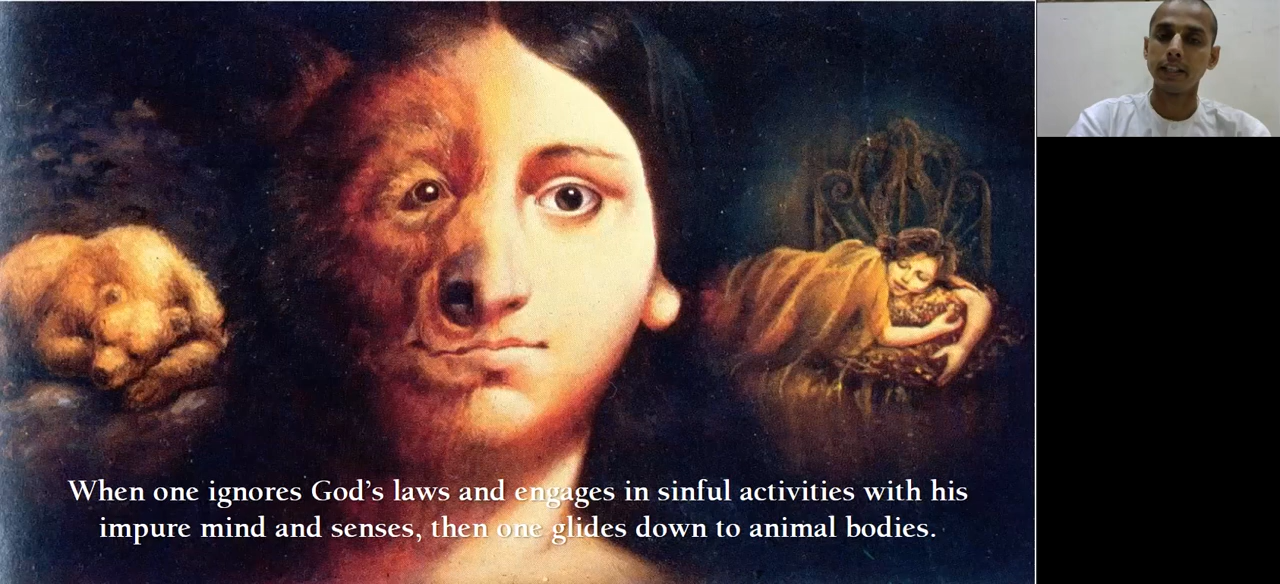 When one ignores God's laws and engages in sinful activities with his
impure mind and senses, then one glides down to animal bodies.